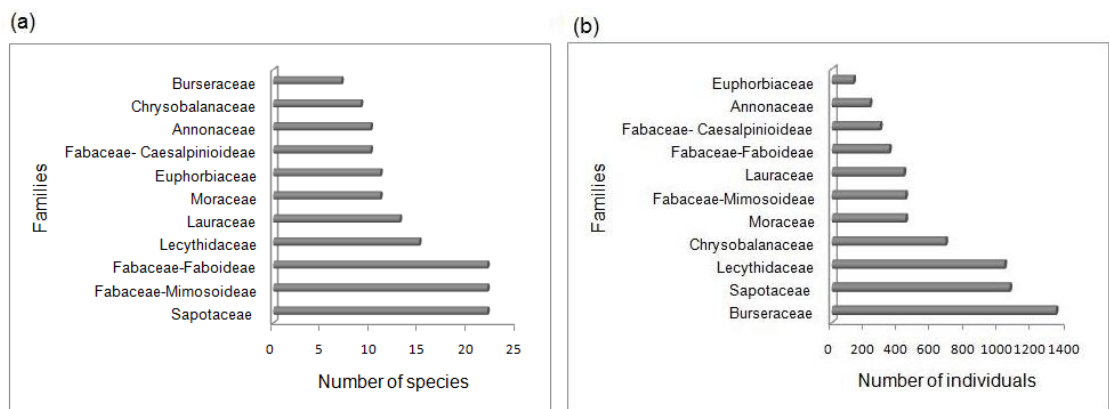 (a)
Families
Burseraceae
Chrysobalanaceae
Annonaceae
Fabaceae- Caesalpinioideae
Euphorbiaceae
Moraceae
Lauraceae
Lecythidaceae
Fabaceae-Faboideae
Fabaceae-Mimosoideae
Sapotaceae
0 5 10 15 20 25
Number of species
(b)
Families
Euphorbiaceae
Annonaceae
Fabaceae- Caesalpinioideae
Fabaceae-Faboideae
Lauraceae
Fabaceae-Mimosoideae
Moraceae
Chrysobalanaceae
Lecythidaceae
Sapotaceae
Burseraceae
0 200 400 600 800 1000 1200 1400
Number of individuals